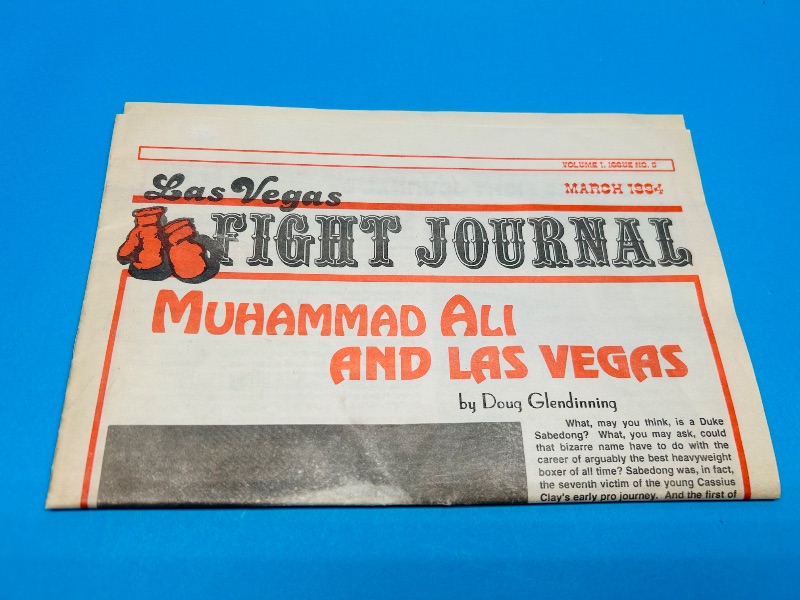 VOLUME 1, ISSUE NO. 5
MARCH 1994
Las Vegas
FIGHT JOURNAL
MUHAMMAD ALI
AND LAS VEGAS
by Doug Glendinning
What, may you think, is a Duke
Sabedong? What, you may ask, could
that bizarre name have to do with the
career of arguably the best heavyweight
boxer of all time? Sabedong was, in fact,
the seventh victim of the young Cassius
Clay's early pro journey. And the first of